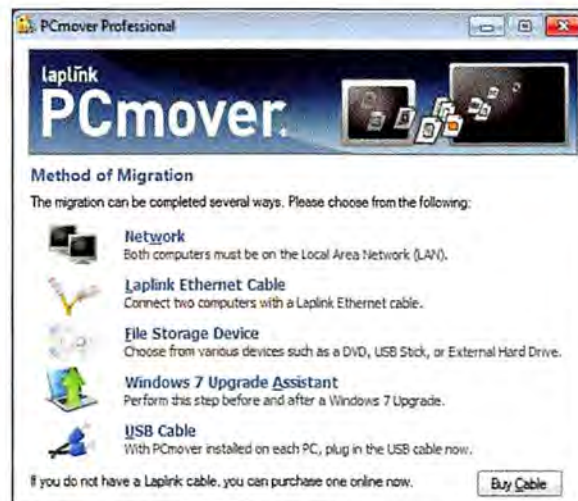 PCmover Professional
laplink
PCmover
Method of Migration
The migration can be completed several ways. Please choose from the following:
Network
Both computers must be on the Local Area Network (LAN).
Laplink Ethernet Cable
Connect two computers with a Laplink Ethernet cable.
File Storage Device
Choose from various devices such as a DVD, USB Stick, or External Hard Drive.
Windows 7 Upgrade Assistant
Perform this step before and after a Windows 7 Upgrade.
USB Cable
With PCmover installed on each PC, plug in the USB cable now.
If you do not have a Laplink cable, you can purchase one online now.
Buy Cable